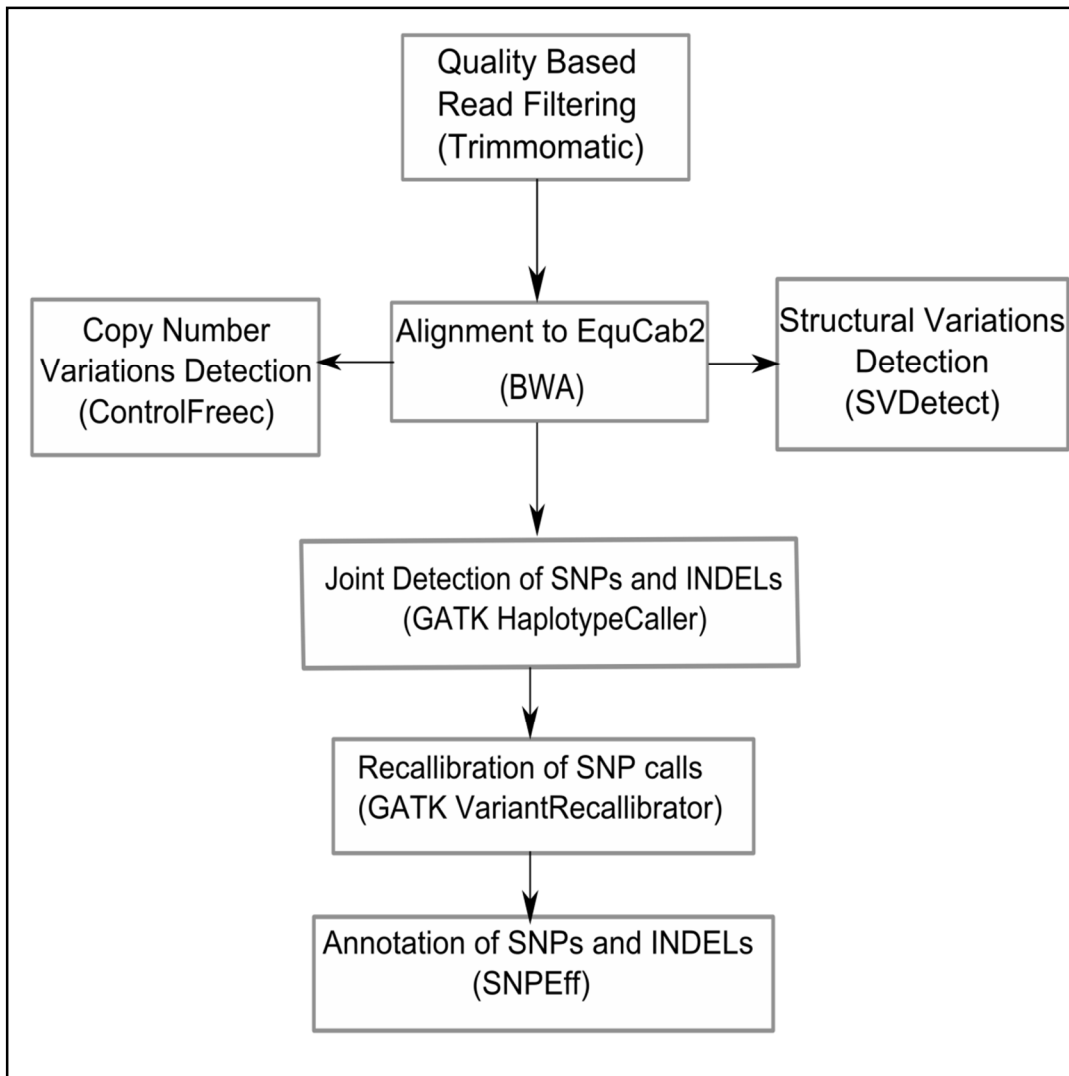 Quality Based
Read Filtering
(Trimmomatic)
Alignment to EquCab2
(BWA)
Copy Number
Variations Detection
(ControlFreec)
Structural Variations
Detection
(SVDetect)
Joint Detection of SNPs and INDELs
(GATK HaplotypeCaller)
Recallibration of SNP calls
(GATK VariantRecallibrator)
Annotation of SNPs and INDELs
(SNPEff)